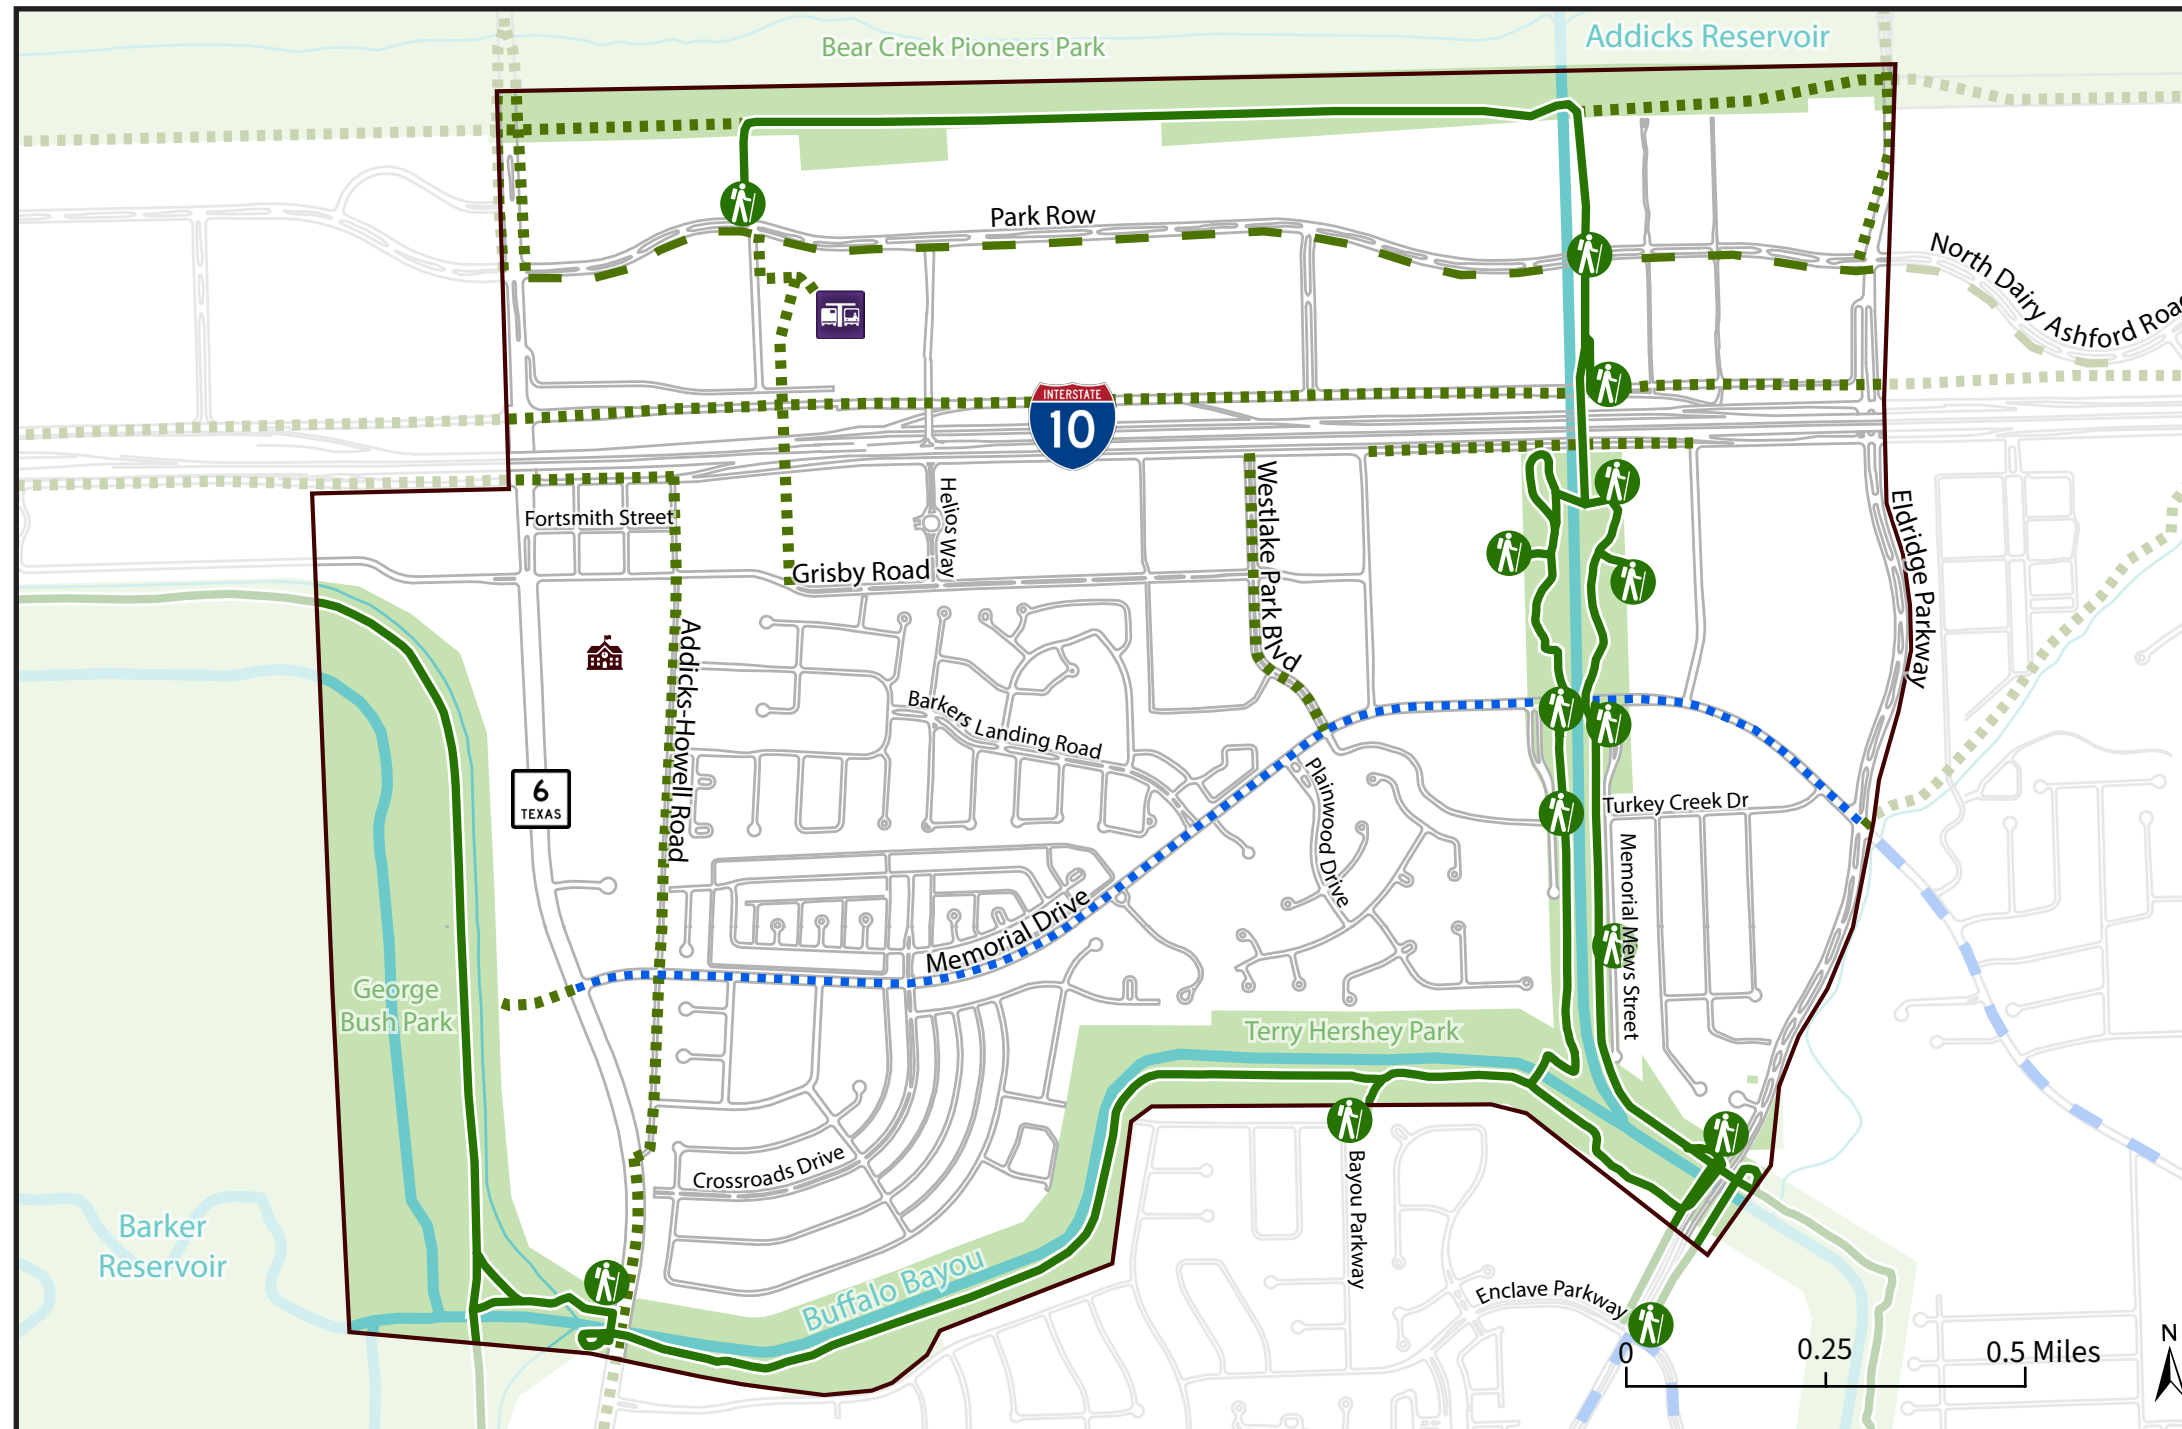 Bear Creek Pioneers Park
Addicks Reservoir
Park Row
North Dairy Ashford Road
INTERSTATE
10
Fortsmith Street
Helios Way
Westlake Park Blvd
Eldridge Parkway
Grisby Road
Addicks-Howell Road
Barkers Landing Road
6
TEXAS
Plainwood Drive
Turkey Creek Dr
Memorial Mews Street
Memorial Drive
George
Bush Park
Terry Hershey Park
Crossroads Drive
Bayou Parkway
Barker
Reservoir
Buffalo Bayou
Enclave Parkway
N
0
0.25
0.5 Miles